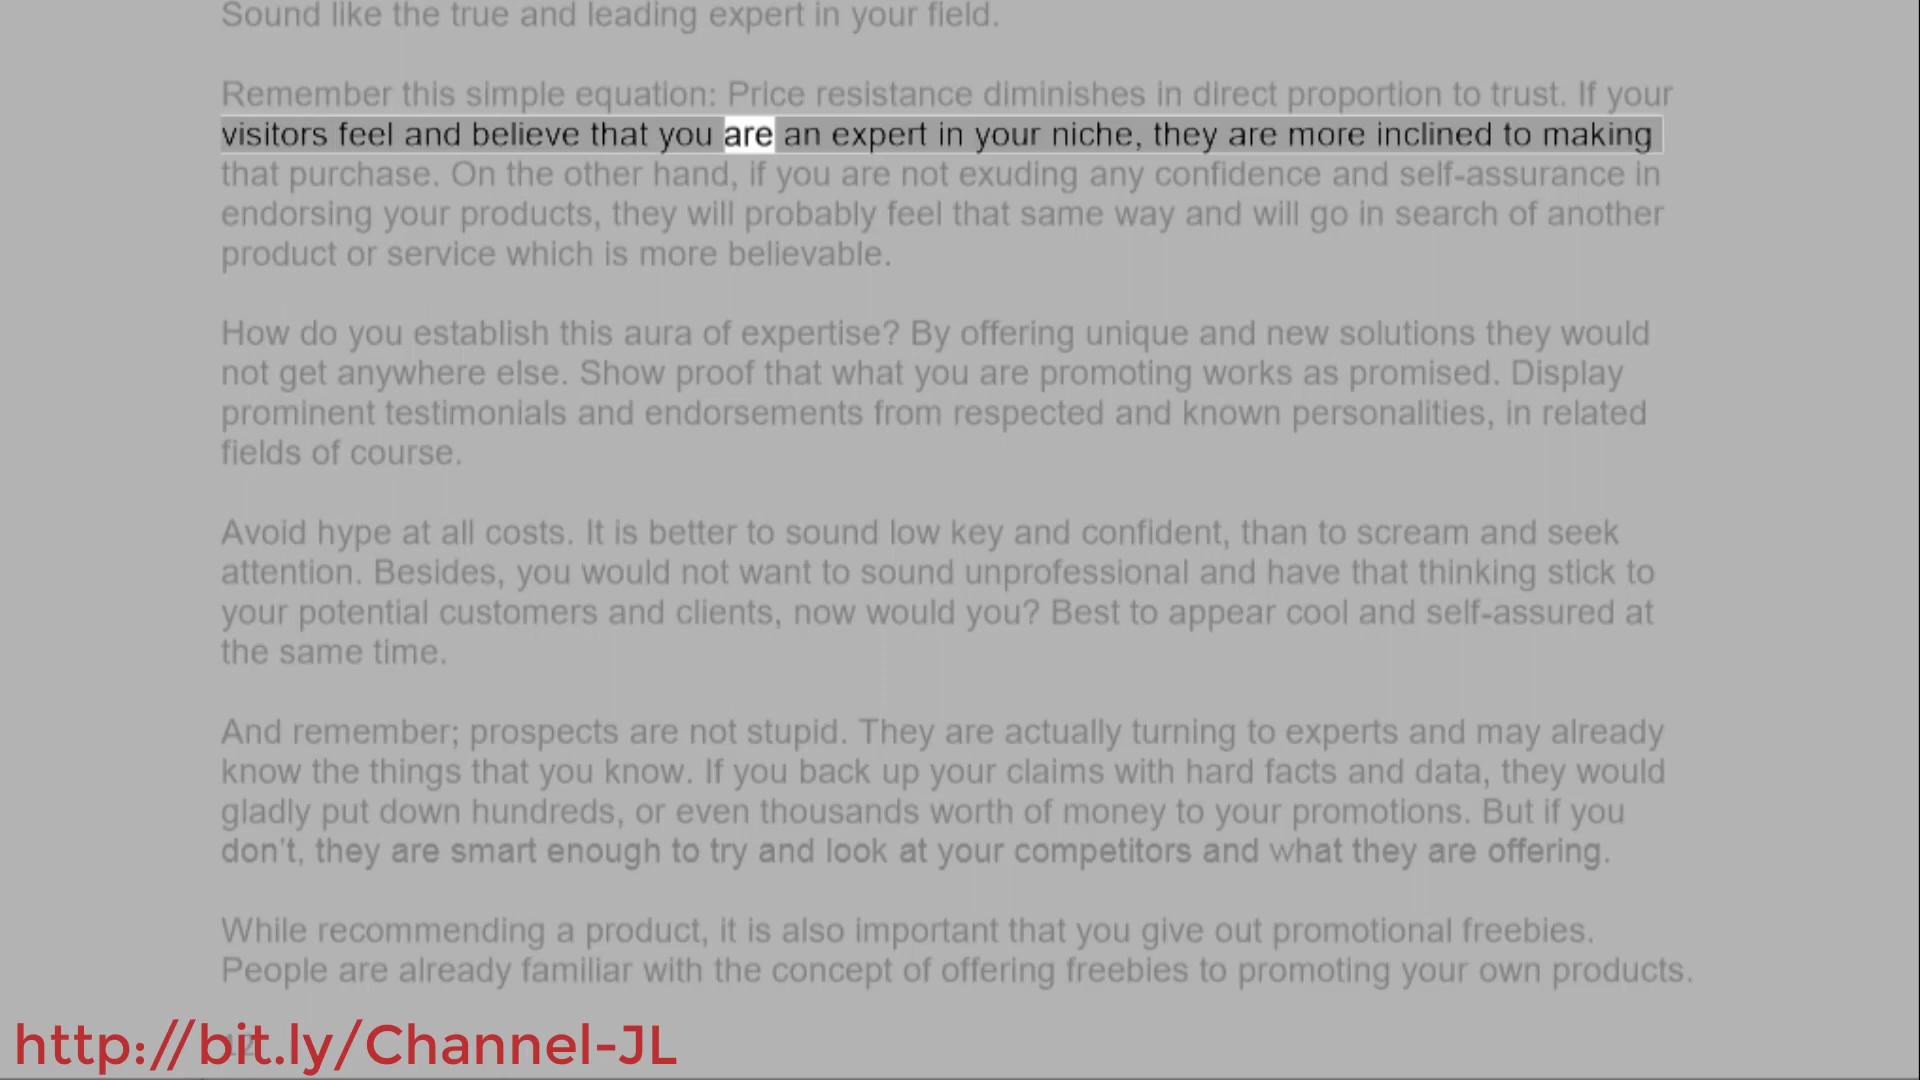 Sound like the true and leading expert in your field.
Remember this simple equation: Price resistance diminishes in direct proportion to trust. If your
visitors feel and believe that you are an expert in your niche, they are more inclined to making
that purchase. On the other hand, if you are not exuding any confidence and self-assurance in
endorsing your products, they will probably feel that same way and will go in search of another
product or service which is more believable.
How do you establish this aura of expertise? By offering unique and new solutions they would
not get anywhere else. Show proof that what you are promoting works as promised. Display
prominent testimonials and endorsements from respected and known personalities, in related
fields of course.
Avoid hype at all costs. It is better to sound low key and confident, than to scream and seek
attention. Besides, you would not want to sound unprofessional and have that thinking stick to
your potential customers and clients, now would you? Best to appear cool and self-assured at
the same time.
And remember; prospects are not stupid. They are actually turning to experts and may already
know the things that you know. If you back up your claims with hard facts and data, they would
gladly put down hundreds, or even thousands worth of money to your promotions. But if you
don't, they are smart enough to try and look at your competitors and what they are offering.
While recommending a product, it is also important that you give out promotional freebies.
People are already familiar with the concept of offering freebies to promoting your own products.
http://bit.ly/Channel-JL